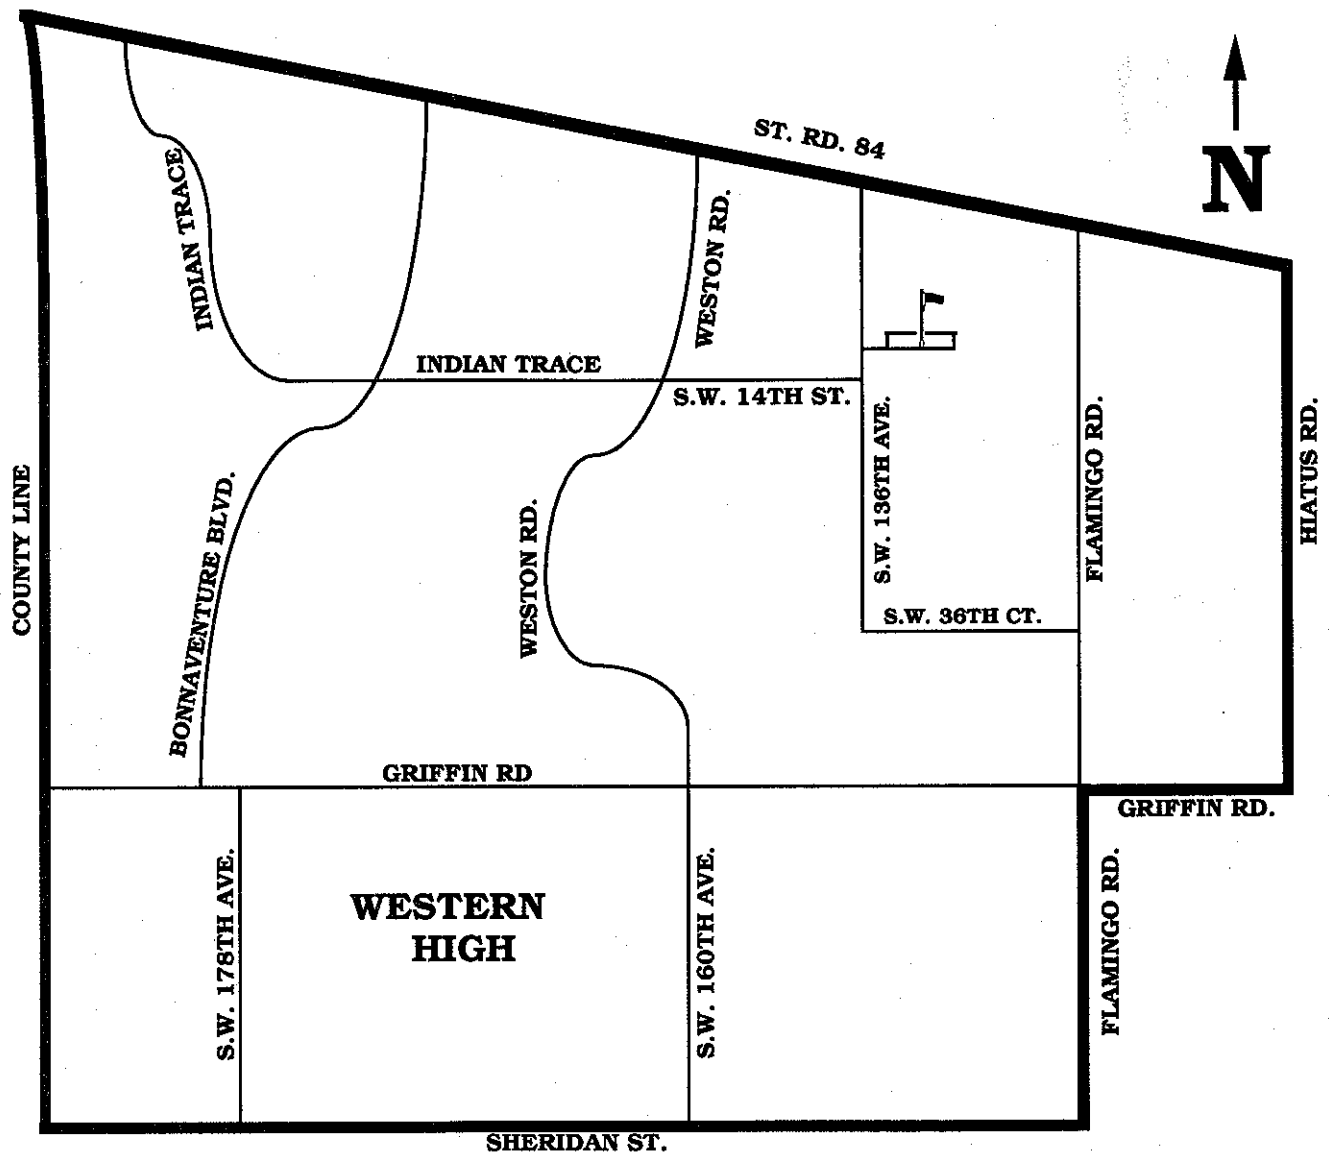 ST. RD. 84
N
INDIAN TRACE
WESTON RD.
INDIAN TRACE
S.W. 14TH ST.
S.W. 136TH AVE.
FLAMINGO RD.
HIATUS RD.
COUNTY LINE
BONNAVENTURE BLVD.
WESTON RD.
S.W. 36TH CT.
GRIFFIN RD
GRIFFIN RD.
S.W. 178TH AVE.
WESTERN
HIGH
S.W. 160TH AVE.
FLAMINGO RD.
SHERIDAN ST.